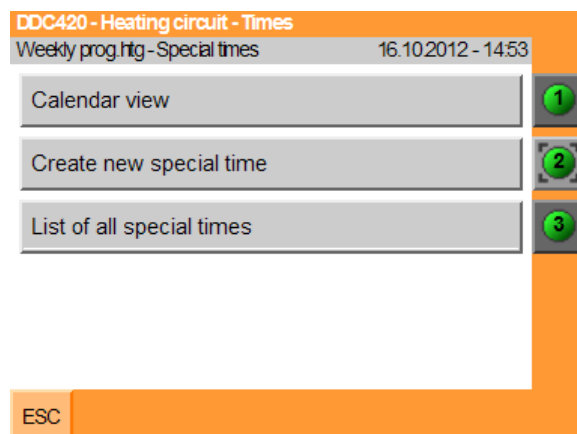 DDC420 - Heating circuit - Times
Weekly prog.htg - Special times 16.10.2012 - 14:53
Calendar view 1
Create new special time 2
List of all special times 3
ESC